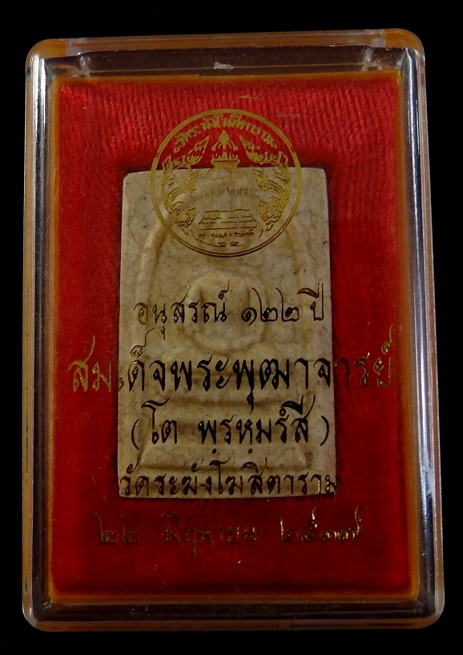 อนุสรณ์ ๑๒๒ ปี
สมเด็จพระพุฒาจารย์
(โต พฺรหฺมรํสี)
วัดระฆังโฆสิตาราม
๒๒ มิถุนายน ๒๕๓๗